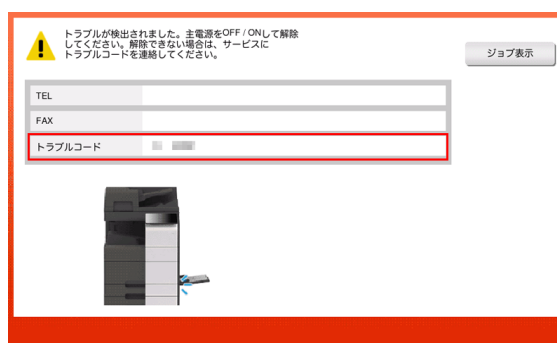 トラブルが検出されました。主電源をOFF / ONして解除
してください。解除できない場合は、サービスに
トラブルコードを連絡してください。
ジョブ表示
TEL
FAX
トラブルコード